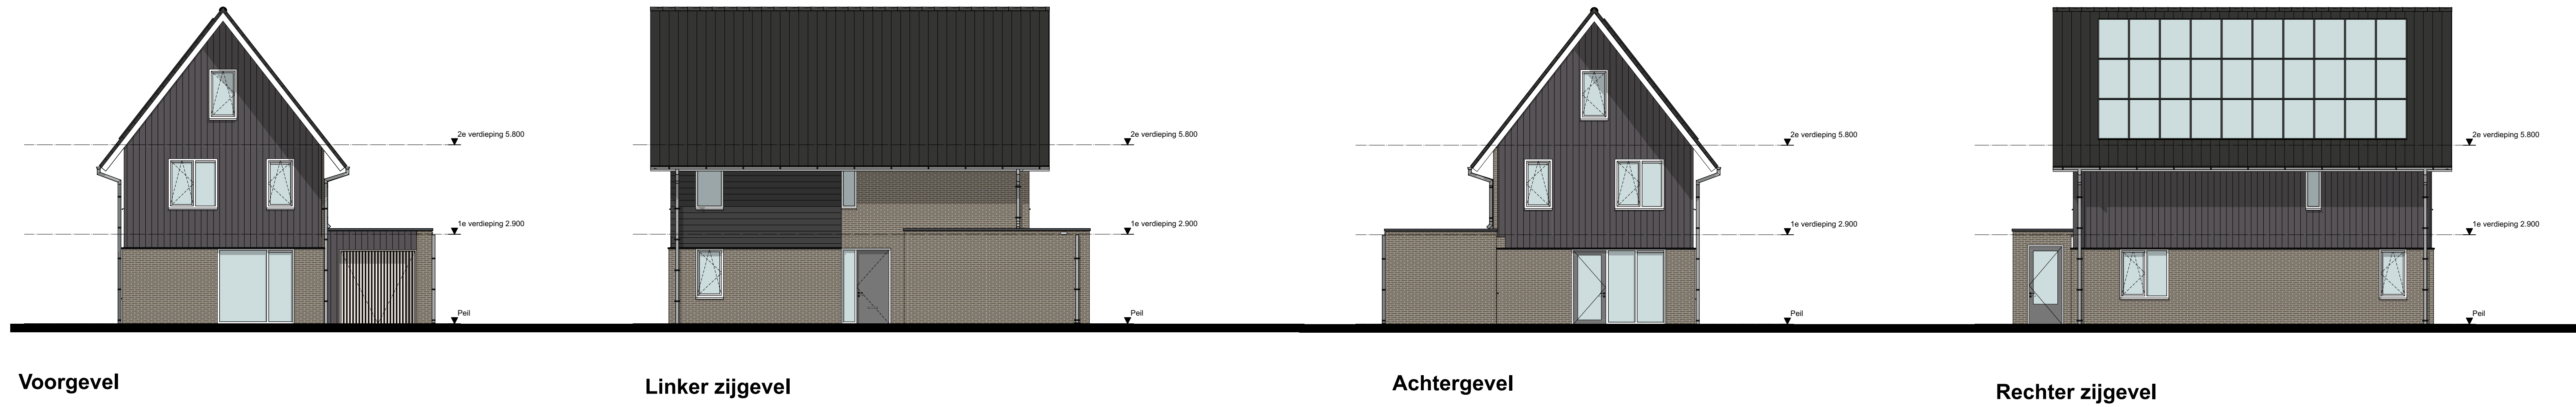 2e verdieping 5.800
1e verdieping 2.900
Peil
Voorgevel
2e verdieping 5.800
1e verdieping 2.900
Peil
Linker zijgevel
2e verdieping 5.800
1e verdieping 2.900
Peil
Achtergevel
2e verdieping 5.800
1e verdieping 2.900
Peil
Rechter zijgevel